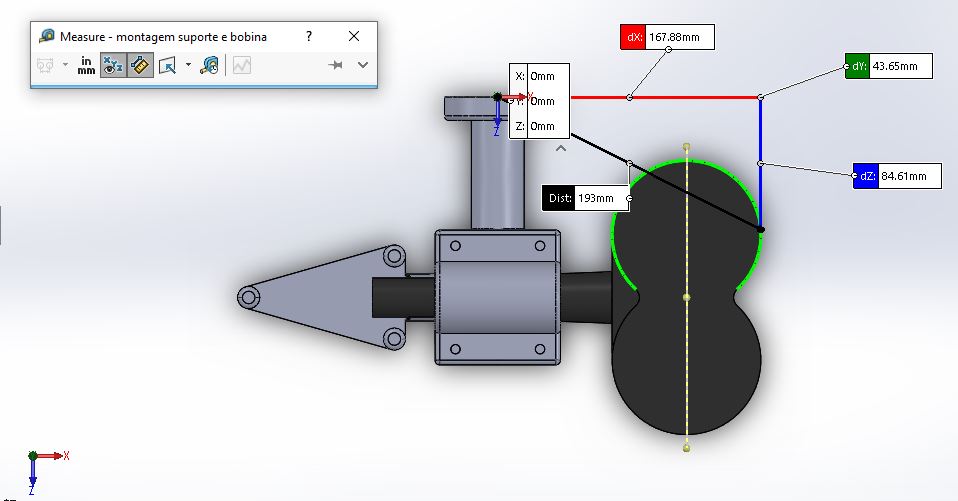 Measure - montagem suporte e bobina ?
in
mm
XYZ
dX: 167.88mm
dY: 43.65mm
X: 0mm
Y: 0mm
Z: 0mm
Z
dZ: 84.61mm
Dist: 193mm
X
Z